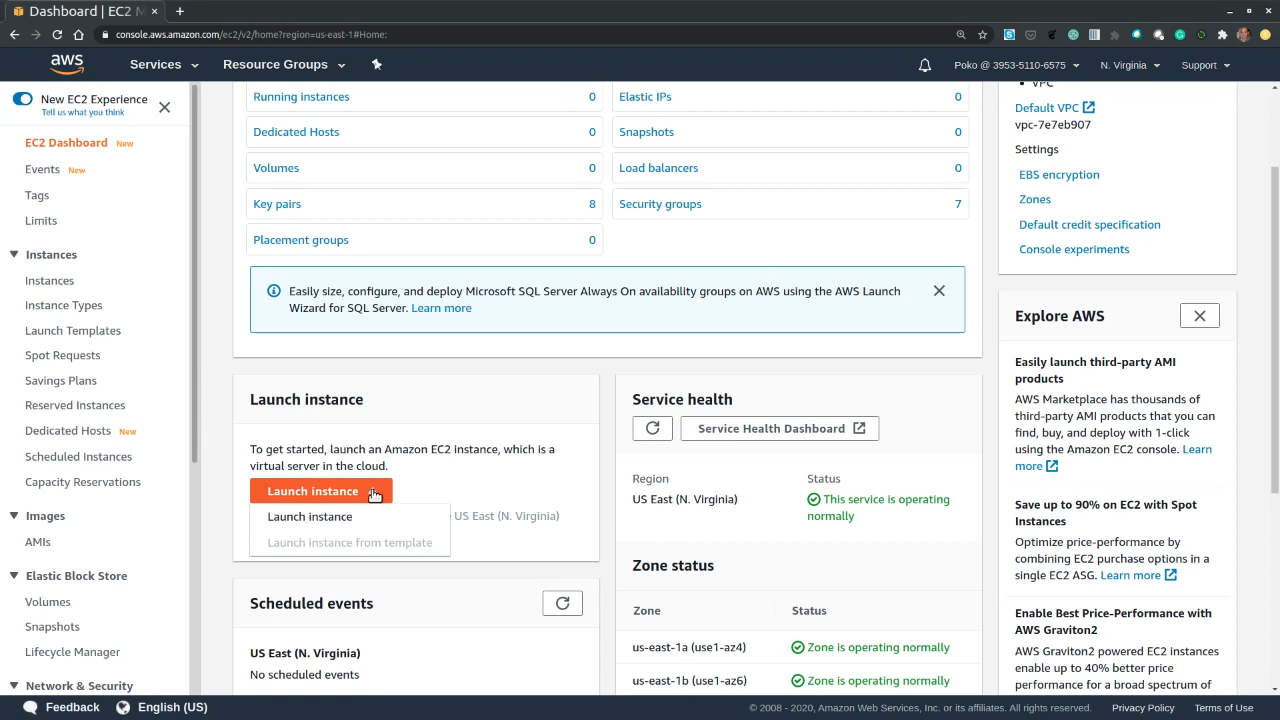 Dashboard | EC2 M
console.aws.amazon.com/ec2/v2/home?region=us-east-1#Home:
aws
Services
Resource Groups
Poko @ 3953-5110-6575
N. Virginia
Support
New EC2 Experience
Tell us what you think
EC2 Dashboard New
Events New
Tags
Limits
Instances
Instances
Instance Types
Launch Templates
Spot Requests
Savings Plans
Reserved Instances
Dedicated Hosts New
Scheduled Instances
Capacity Reservations
Images
AMIs
Elastic Block Store
Volumes
Snapshots
Lifecycle Manager
Network & Security
Running instances 0
Elastic IPs 0
Dedicated Hosts 0
Snapshots 0
Volumes 0
Load balancers 0
Key pairs 8
Security groups 7
Placement groups 0
Easily size, configure, and deploy Microsoft SQL Server Always On availability groups on AWS using the AWS Launch
Wizard for SQL Server. Learn more
Launch instance
To get started, launch an Amazon EC2 instance, which is a
virtual server in the cloud.
Launch instance
Launch instance
US East (N. Virginia)
Launch instance from template
Scheduled events
US East (N. Virginia)
No scheduled events
Service health
Service Health Dashboard
Region
Status
US East (N. Virginia)
This service is operating
normally
Zone status
Zone
Status
us-east-1a (use1-az4)
Zone is operating normally
us-east-1b (use1-az6)
Zone is operating normally
VPC
Default VPC
vpc-7e7eb907
Settings
EBS encryption
Zones
Default credit specification
Console experiments
Explore AWS
Easily launch third-party AMI
products
AWS Marketplace has thousands of
third-party AMI products that you can
find, buy, and deploy with 1-click
using the Amazon EC2 console. Learn
more
Save up to 90% on EC2 with Spot
Instances
Optimize price-performance by
combining EC2 purchase options in a
single EC2 ASG. Learn more
Enable Best Price-Performance with
AWS Graviton2
AWS Graviton2 powered EC2 instances
enable up to 40% better price
performance for a broad spectrum of
Feedback
English (US)
© 2008 - 2020, Amazon Web Services, Inc. or its affiliates. All rights reserved.
Privacy Policy
Terms of Use